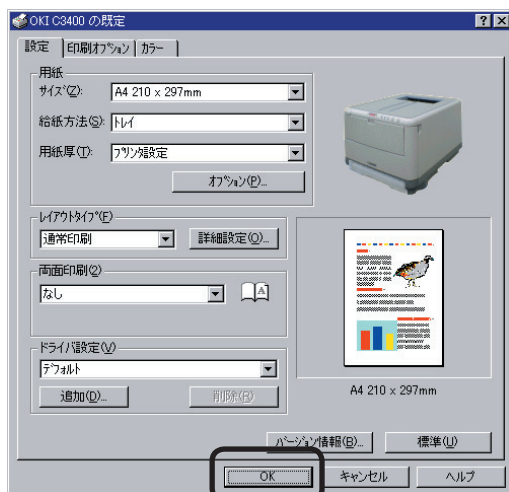 OKI C3400 の既定
設定 印刷ｵﾌﾟｼｮﾝ カラー
用紙
ｻｲｽﾞ(Z): A4 210 x 297mm
給紙方法(S): ﾄﾚｲ
用紙厚(T): ﾌﾟﾘﾝﾀ設定
ｵﾌﾟｼｮﾝ(P)...
ﾚｲｱｳﾄﾀｲﾌﾟ(F)
通常印刷 詳細設定(O)...
両面印刷(2)
なし
A
ドライバ設定(V)
ﾃﾞﾌｫﾙﾄ
追加(D)... 削除(R)
A4 210 x 297mm
ﾊﾞｰｼﾞｮﾝ情報(B)... 標準(U)
OK キャンセル ヘルプ